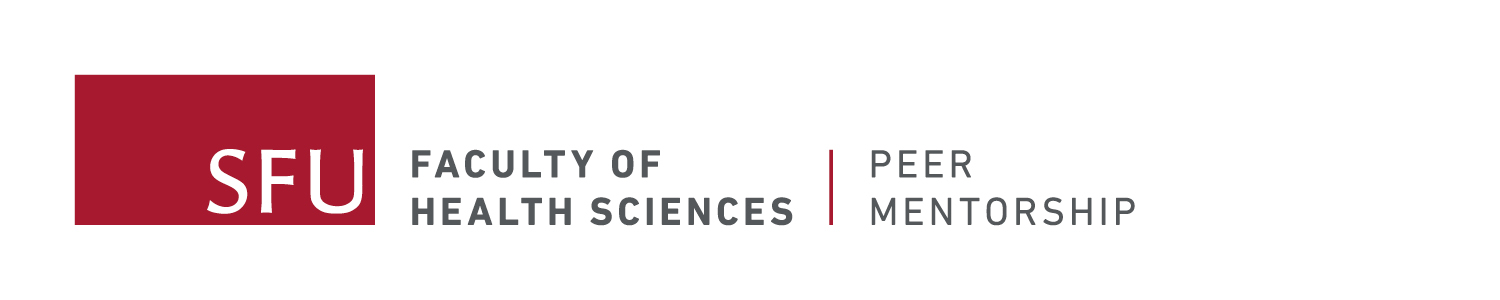 SFU
FACULTY OF
HEALTH SCIENCES
PEER
MENTORSHIP